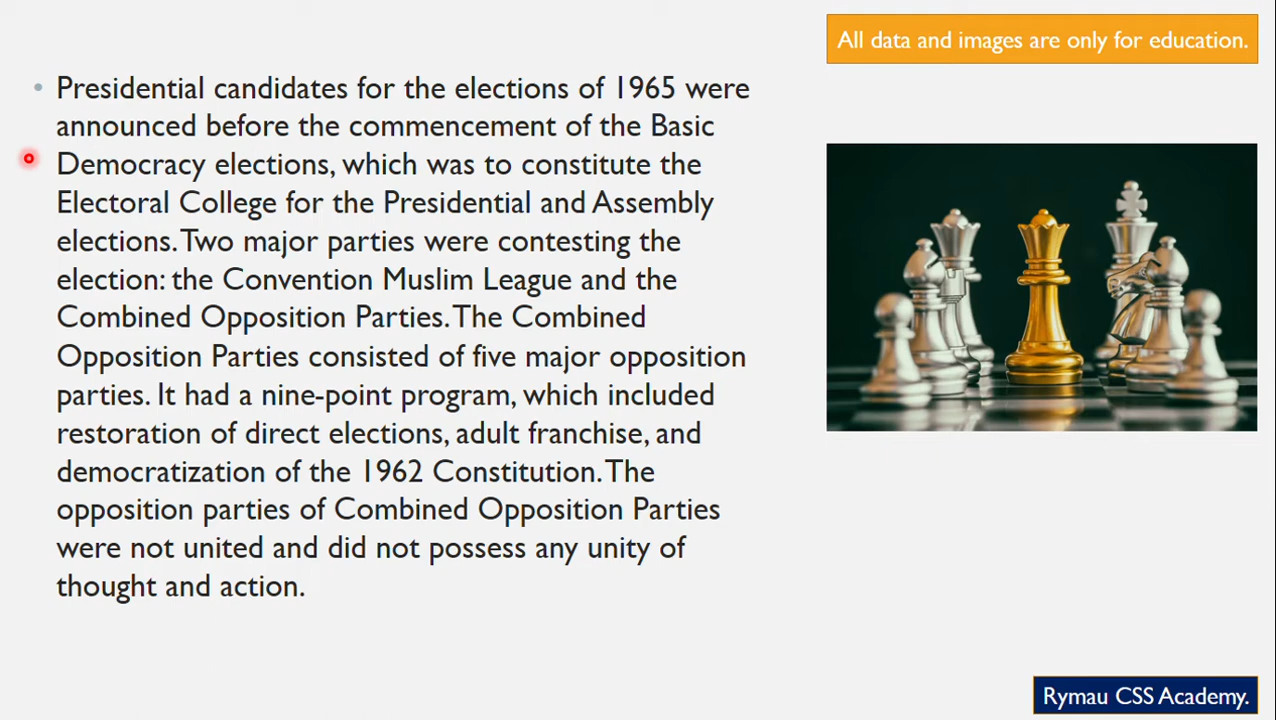 All data and images are only for education.
Presidential candidates for the elections of 1965 were
announced before the commencement of the Basic
Democracy elections, which was to constitute the
Electoral College for the Presidential and Assembly
elections. Two major parties were contesting the
election: the Convention Muslim League and the
Combined Opposition Parties. The Combined
Opposition Parties consisted of five major opposition
parties. It had a nine-point program, which included
restoration of direct elections, adult franchise, and
democratization of the 1962 Constitution. The
opposition parties of Combined Opposition Parties
were not united and did not possess any unity of
thought and action.
Rymau CSS Academy.